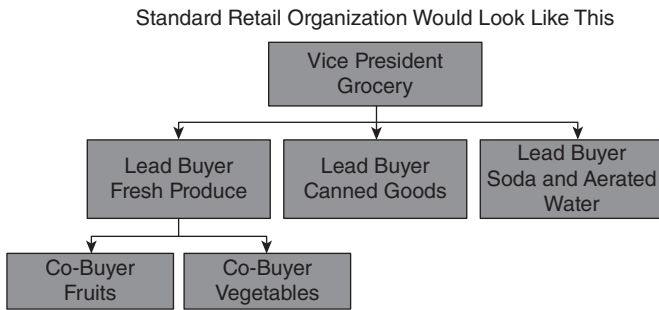 Standard Retail Organization Would Look Like This
Vice President
Grocery
Lead Buyer
Fresh Produce
Lead Buyer
Canned Goods
Lead Buyer
Soda and Aerated
Water
Co-Buyer
Fruits
Co-Buyer
Vegetables